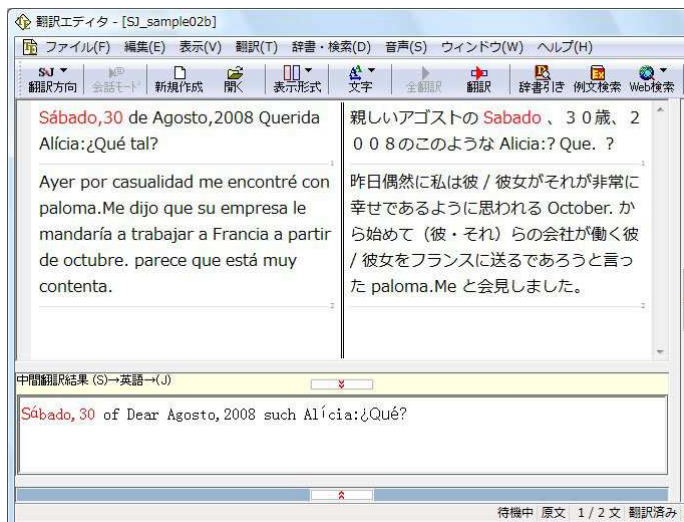 翻訳エディタ - [SJ_sample02b]
ファイル(F) 編集(E) 表示(V) 翻訳(T) 辞書・検索(D) 音声(S) ウィンドウ(W) ヘルプ(H)
S›J
翻訳方向 会話モード 新規作成 開く 表示形式 文字 全翻訳 翻訳 辞書引き 例文検索 Web検索
Sábado,30 de Agosto,2008 Querida
Alícia:¿Qué tal?
1
Ayer por casualidad me encontré con
paloma.Me dijo que su empresa le
mandaría a trabajar a Francia a partir
de octubre. parece que está muy
contenta.
2
親しいアゴストの Sabado 、３０歳、２
００８のこのような Alicia:? Que. ?
1
昨日偶然に私は彼 / 彼女がそれが非常に
幸せであるように思われる October. か
ら始めて（彼・それ）らの会社が働く彼
/ 彼女をフランスに送るであろうと言っ
た paloma.Me と会見しました。
2
中間翻訳結果 (S)→英語→(J)
Sábado,30 of Dear Agosto,2008 such Alícia:¿Qué?
待機中 原文 1 / 2 文 翻訳済み